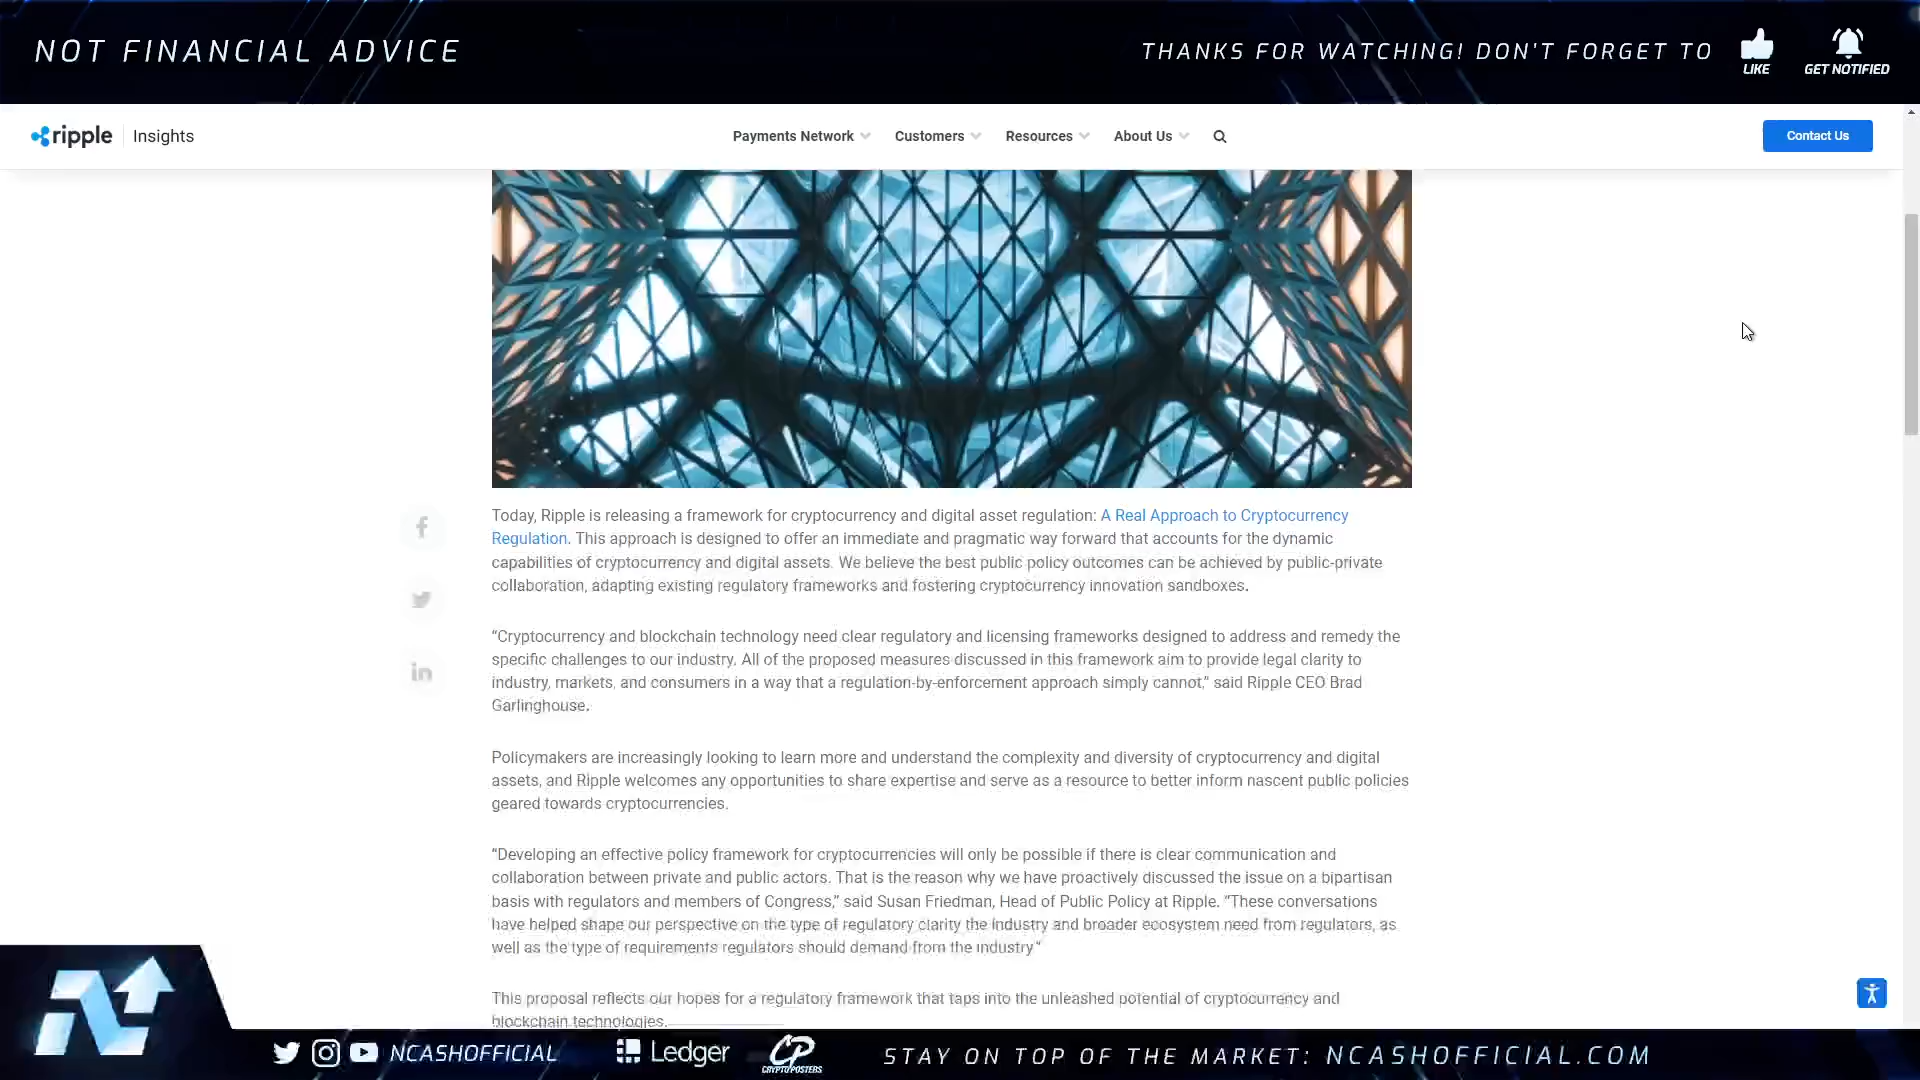 NOT FINANCIAL ADVICE
THANKS FOR WATCHING! DON'T FORGET TO
LIKE
GET NOTIFIED
ripple
Insights
Payments Network
Customers
Resources
About Us
Contact Us
Today, Ripple is releasing a framework for cryptocurrency and digital asset regulation: A Real Approach to Cryptocurrency
Regulation. This approach is designed to offer an immediate and pragmatic way forward that accounts for the dynamic
capabilities of cryptocurrency and digital assets. We believe the best public policy outcomes can be achieved by public-private
collaboration, adapting existing regulatory frameworks and fostering cryptocurrency innovation sandboxes.
“Cryptocurrency and blockchain technology need clear regulatory and licensing frameworks designed to address and remedy the
specific challenges to our industry. All of the proposed measures discussed in this framework aim to provide legal clarity to
industry, markets, and consumers in a way that a regulation-by-enforcement approach simply cannot,” said Ripple CEO Brad
Garlinghouse.
Policymakers are increasingly looking to learn more and understand the complexity and diversity of cryptocurrency and digital
assets, and Ripple welcomes any opportunities to share expertise and serve as a resource to better inform nascent public policies
geared towards cryptocurrencies.
“Developing an effective policy framework for cryptocurrencies will only be possible if there is clear communication and
collaboration between private and public actors. That is the reason why we have proactively discussed the issue on a bipartisan
basis with regulators and members of Congress,” said Susan Friedman, Head of Public Policy at Ripple. “These conversations
have helped shape our perspective on the type of regulatory clarity the industry and broader ecosystem need from regulators, as
well as the type of requirements regulators should demand from the industry”
This proposal reflects our hopes for a regulatory framework that taps into the unleashed potential of cryptocurrency and
blockchain technologies.
NCASHOFFICIAL
Ledger
CP
CRYPTO POSTERS
STAY ON TOP OF THE MARKET: NCASHOFFICIAL.COM